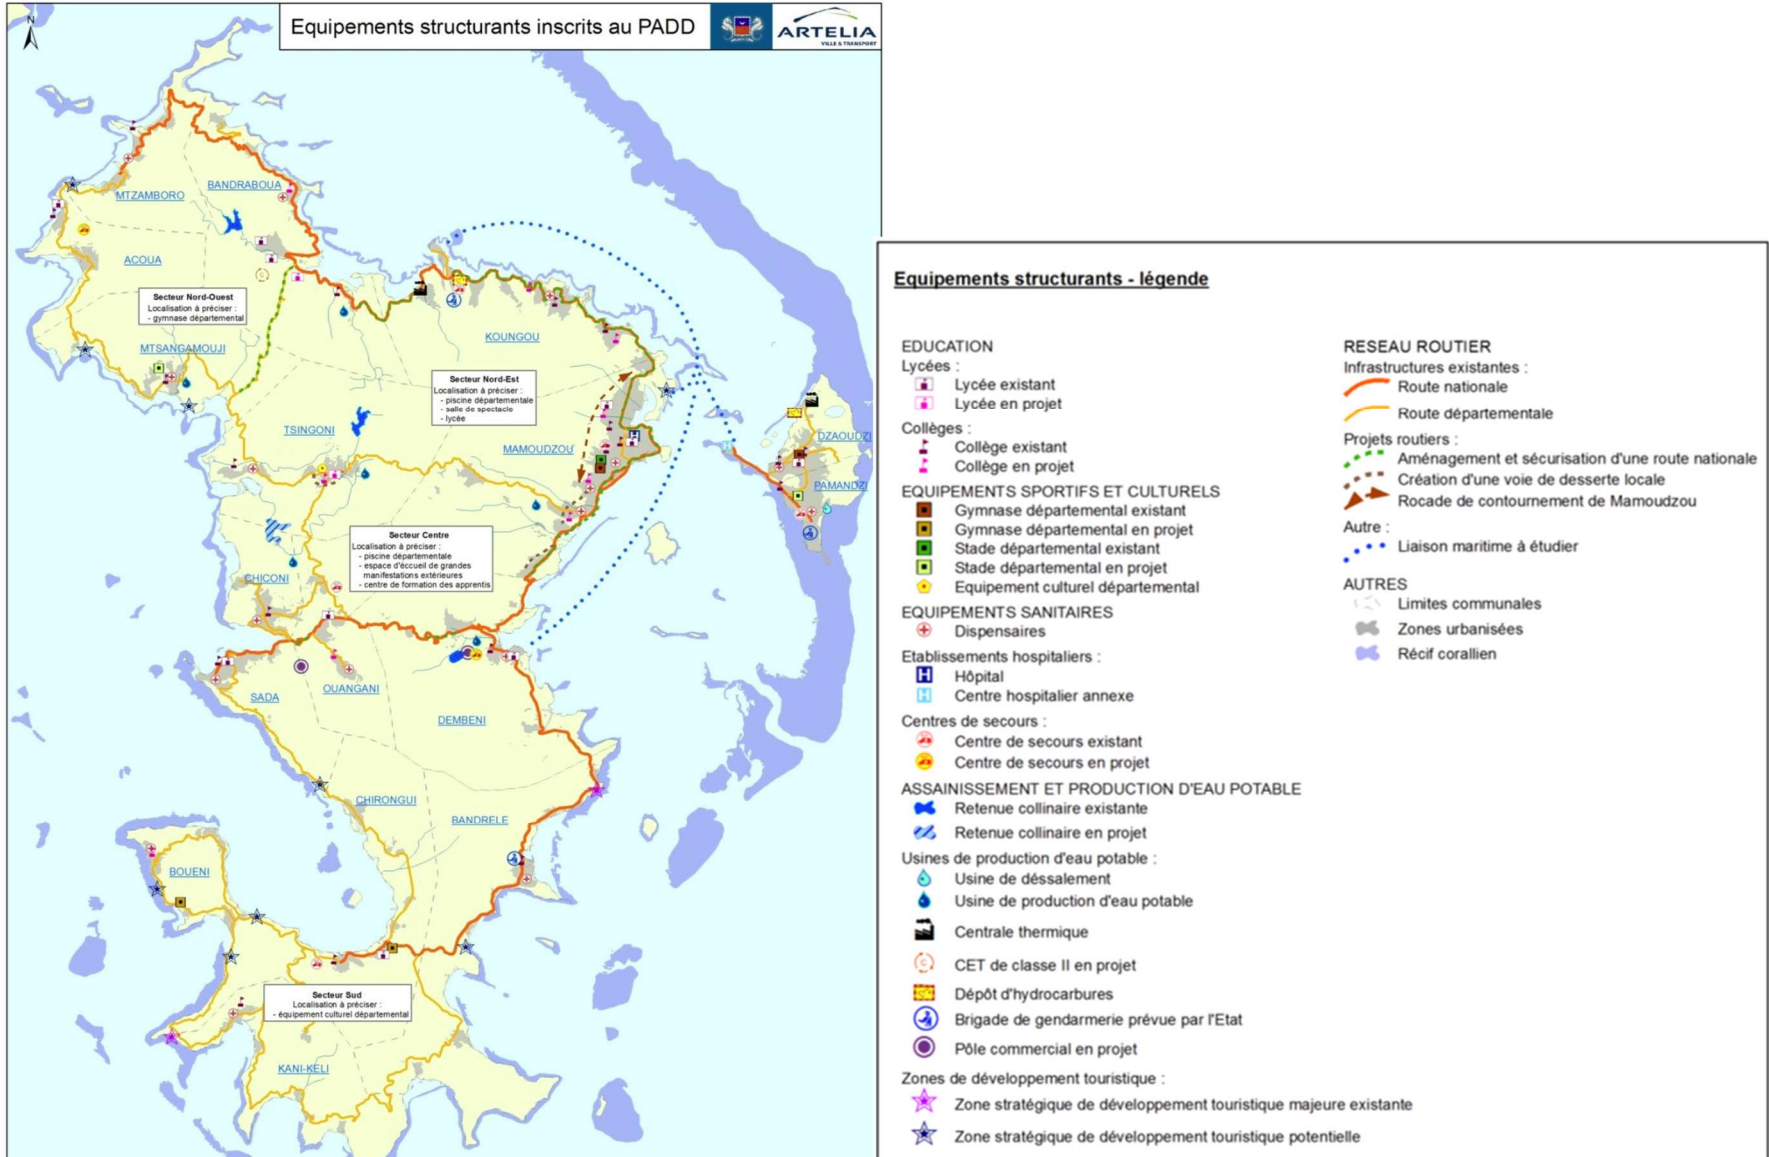 N
Equipements structurants inscrits au PADD
ARTELIA
VILLE & TRANSPORT
BANDRABOUA
MTZAMBORO
ACOUA
Secteur Nord-Ouest
Localisation à préciser :
- gymnase départemental
MTSANGAMOUJI
KOUNGOU
Secteur Nord-Est
Localisation à préciser :
- piscine départementale
- salle de spectacle
- lycée
TSINGONI
MAMOUDZOU
DZAOUDZI
PAMANDZI
Secteur Centre
Localisation à préciser :
- piscine départementale
- espace d'éccueil de grandes
manifestations extérieures
- centre de formation des apprentis
CHICONI
SADA
OUANGANI
DEMBENI
CHIRONGUI
BANDRELE
BOUENI
Secteur Sud
Localisation à préciser :
- équipement culturel départemental
KANI-KELI
Equipements structurants - légende
EDUCATION
Lycées :
Lycée existant
Lycée en projet
Collèges :
Collège existant
Collège en projet
EQUIPEMENTS SPORTIFS ET CULTURELS
Gymnase départemental existant
Gymnase départemental en projet
Stade départemental existant
Stade départemental en projet
Equipement culturel départemental
EQUIPEMENTS SANITAIRES
Dispensaires
Etablissements hospitaliers :
H Hôpital
H Centre hospitalier annexe
Centres de secours :
Centre de secours existant
Centre de secours en projet
ASSAINISSEMENT ET PRODUCTION D'EAU POTABLE
Retenue collinaire existante
Retenue collinaire en projet
Usines de production d'eau potable :
Usine de déssalement
Usine de production d'eau potable
Centrale thermique
C CET de classe II en projet
Dépôt d'hydrocarbures
Brigade de gendarmerie prévue par l'Etat
Pôle commercial en projet
Zones de développement touristique :
Zone stratégique de développement touristique majeure existante
Zone stratégique de développement touristique potentielle
RESEAU ROUTIER
Infrastructures existantes :
Route nationale
Route départementale
Projets routiers :
Aménagement et sécurisation d'une route nationale
Création d'une voie de desserte locale
Rocade de contournement de Mamoudzou
Autre :
Liaison maritime à étudier
AUTRES
Limites communales
Zones urbanisées
Récif corallien